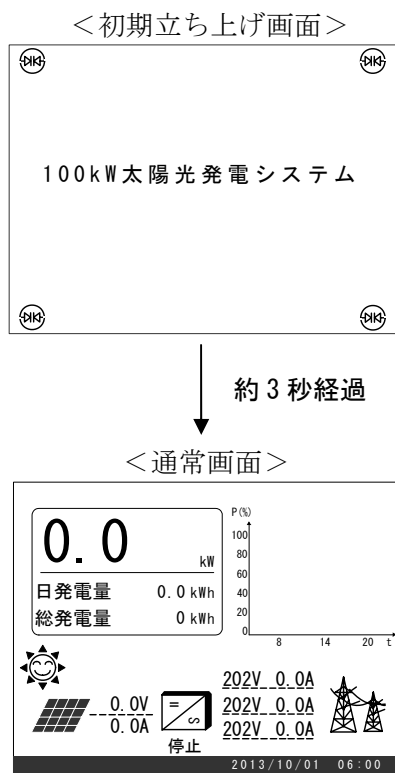 ＜初期立ち上げ画面＞
100kW太陽光発電システム
約3秒経過
＜通常画面＞
0.0 kW
日発電量 0.0kWh
総発電量 0kWh
P(%)
100
80
60
40
20
0
8 14 20 t
0.0V
0.0A
=
停止
202V 0.0A
202V 0.0A
202V 0.0A
2013/10/01 06:00